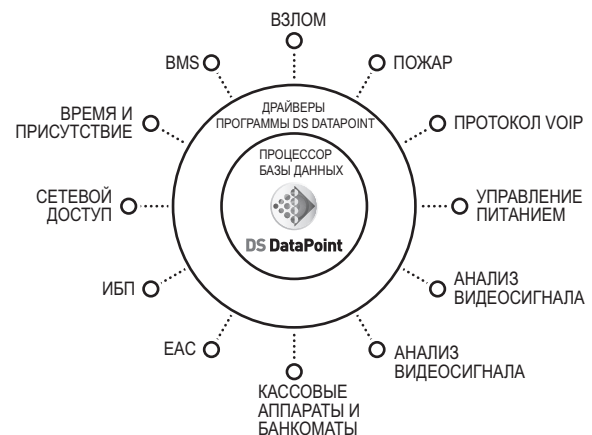 ВЗЛОМ
BMS
ПОЖАР
ВРЕМЯ И
ПРИСУТСТВИЕ
ДРАЙВЕРЫ
ПРОГРАММЫ DS DATAPOINT
ПРОТОКОЛ VOIP
ПРОЦЕССОР
БАЗЫ ДАННЫХ
DS DataPoint
СЕТЕВОЙ
ДОСТУП
УПРАВЛЕНИЕ
ПИТАНИЕМ
ИБП
АНАЛИЗ
ВИДЕОСИГНАЛА
EAC
АНАЛИЗ
ВИДЕОСИГНАЛА
КАССОВЫЕ
АППАРАТЫ И
БАНКОМАТЫ